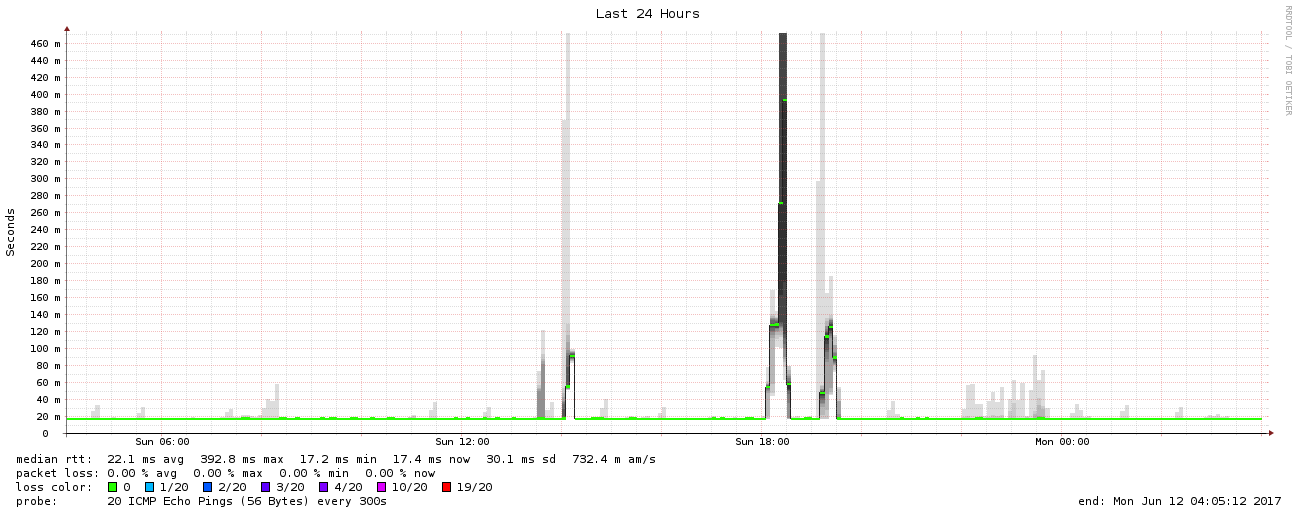 Last 24 Hours
RRDTOOL / TOBI OETIKER
Seconds
460 m
440 m
420 m
400 m
380 m
360 m
340 m
320 m
300 m
280 m
260 m
240 m
220 m
200 m
180 m
160 m
140 m
120 m
100 m
80 m
60 m
40 m
20 m
0
Sun 06:00 Sun 12:00 Sun 18:00 Mon 00:00
median rtt: 22.1 ms avg 392.8 ms max 17.2 ms min 17.4 ms now 30.1 ms sd 732.4 m am/s
packet loss: 0.00 % avg 0.00 % max 0.00 % min 0.00 % now
loss color: 0 1/20 2/20 3/20 4/20 10/20 19/20
probe: 20 ICMP Echo Pings (56 Bytes) every 300s end: Mon Jun 12 04:05:12 2017